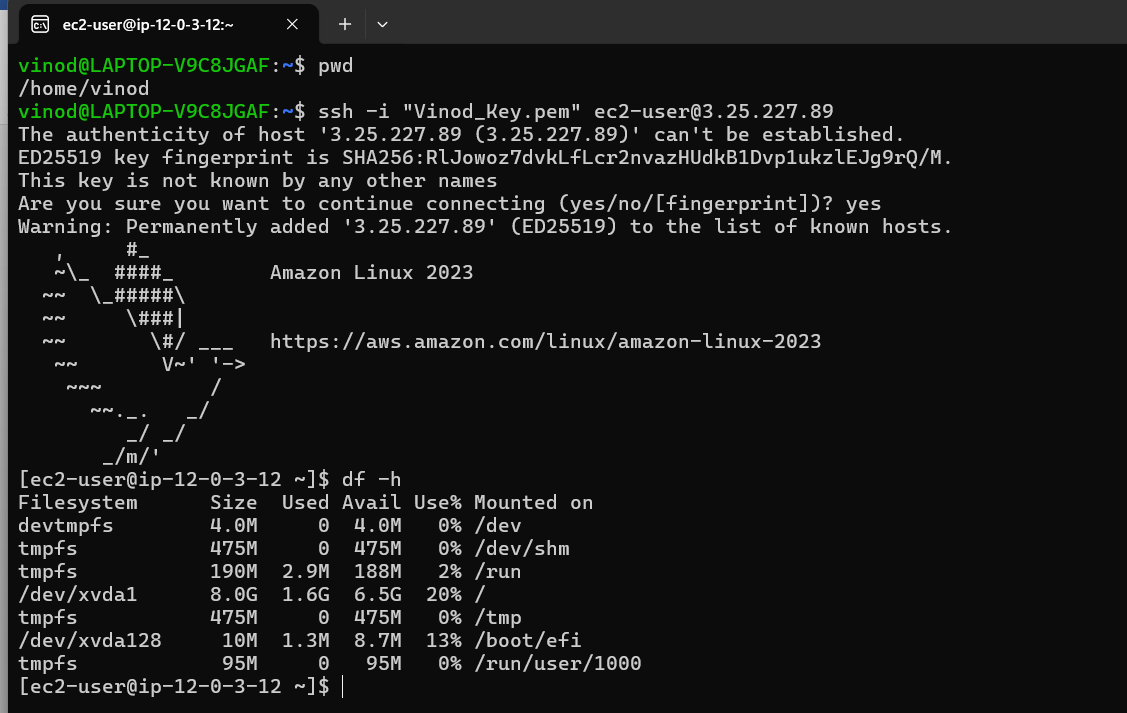 ec2-user@ip-12-0-3-12:~
vinod@LAPTOP-V9C8JGAF:~$ pwd
/home/vinod
vinod@LAPTOP-V9C8JGAF:~$ ssh -i "Vinod_Key.pem" ec2-user@3.25.227.89
The authenticity of host '3.25.227.89 (3.25.227.89)' can't be established.
ED25519 key fingerprint is SHA256:RlJowoz7dvkLfLcr2nvazHUdkB1Dvp1ukzlEJg9rQ/M.
This key is not known by any other names
Are you sure you want to continue connecting (yes/no/[fingerprint])? yes
Warning: Permanently added '3.25.227.89' (ED25519) to the list of known hosts.
   ,     #_
   ~\_  ####_        Amazon Linux 2023
  ~~  \_#####\
  ~~     \###|
  ~~       \#/ ___   https://aws.amazon.com/linux/amazon-linux-2023
   ~~       V~' '->
    ~~~         /
      ~~._.   _/
         _/ _/
       _/m/'
[ec2-user@ip-12-0-3-12 ~]$ df -h
Filesystem      Size  Used Avail Use% Mounted on
devtmpfs        4.0M     0  4.0M   0% /dev
tmpfs           475M     0  475M   0% /dev/shm
tmpfs           190M  2.9M  188M   2% /run
/dev/xvda1      8.0G  1.6G  6.5G  20% /
tmpfs           475M     0  475M   0% /tmp
/dev/xvda128     10M  1.3M  8.7M  13% /boot/efi
tmpfs            95M     0   95M   0% /run/user/1000
[ec2-user@ip-12-0-3-12 ~]$